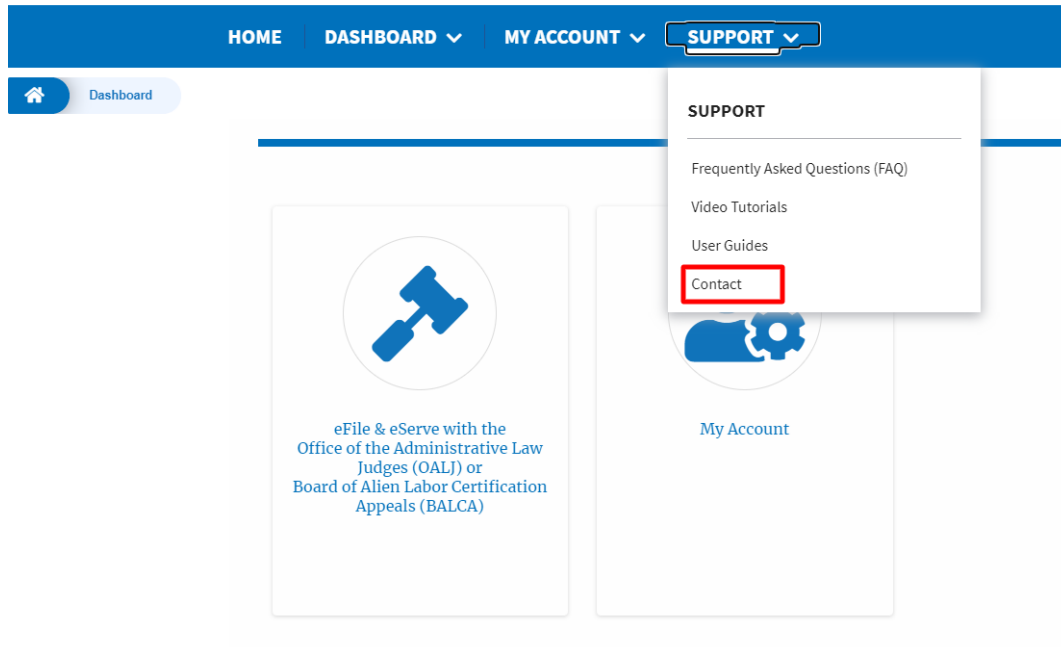 HOME DASHBOARD MY ACCOUNT SUPPORT
Dashboard
SUPPORT
Frequently Asked Questions (FAQ)
Video Tutorials
User Guides
Contact
eFile & eServe with the
Office of the Administrative Law
Judges (OALJ) or
Board of Alien Labor Certification
Appeals (BALCA)
My Account